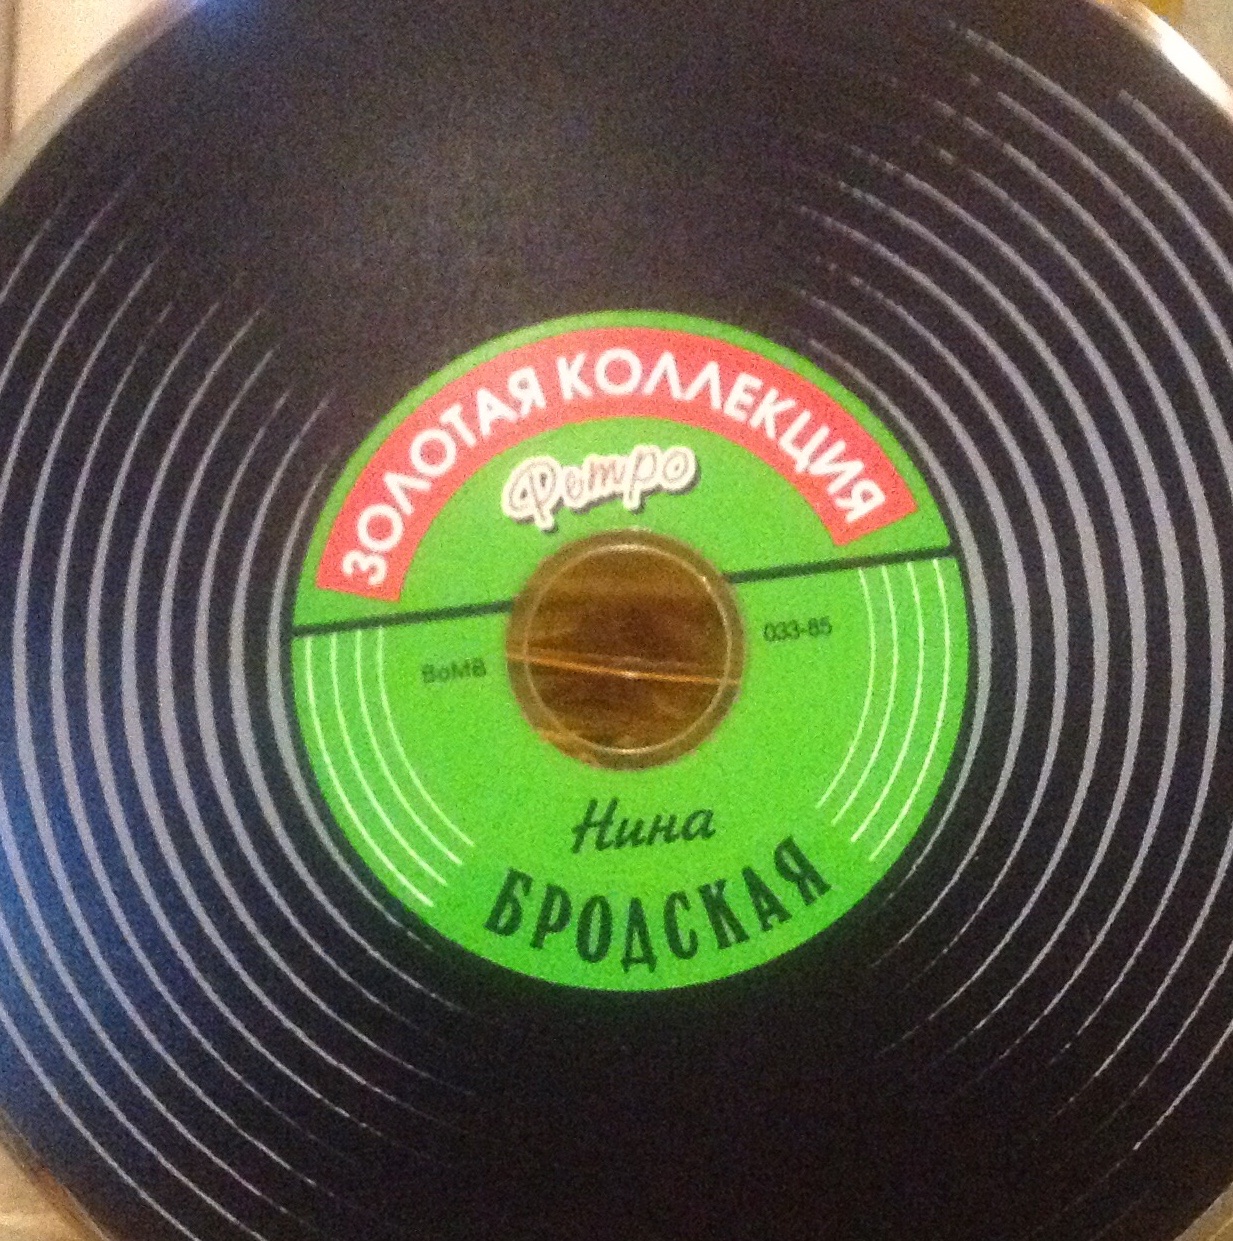 ЗОЛОТАЯ КОЛЛЕКЦИЯ
Ретро
BoMB 033-85
Нина
БРОДСКАЯ